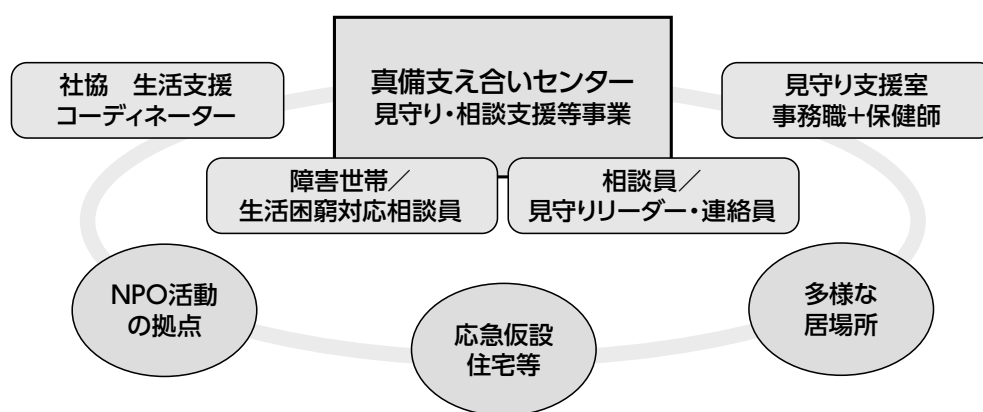 社協　生活支援
コーディネーター
真備支え合いセンター
見守り・相談支援等事業
見守り支援室
事務職+保健師
障害世帯／
生活困窮対応相談員
相談員／
見守りリーダー・連絡員
NPO活動
の拠点
応急仮設
住宅等
多様な
居場所